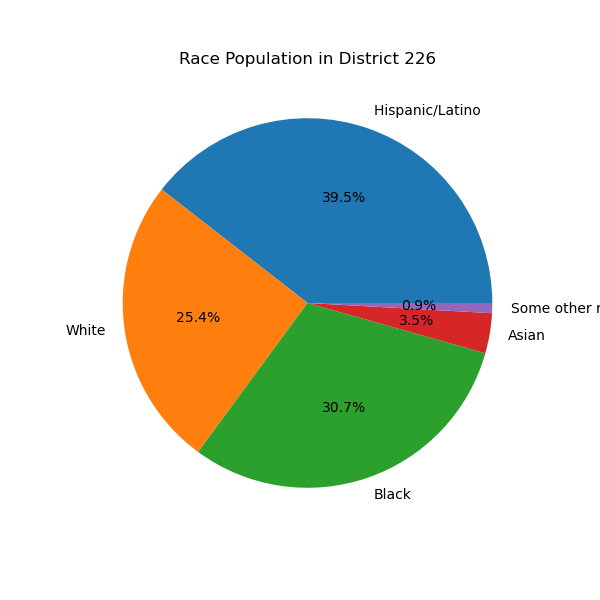 Race Population in District 226
Hispanic/Latino
39.5%
White
25.4%
30.7%
Black
3.5%
Asian
0.9%
Some other